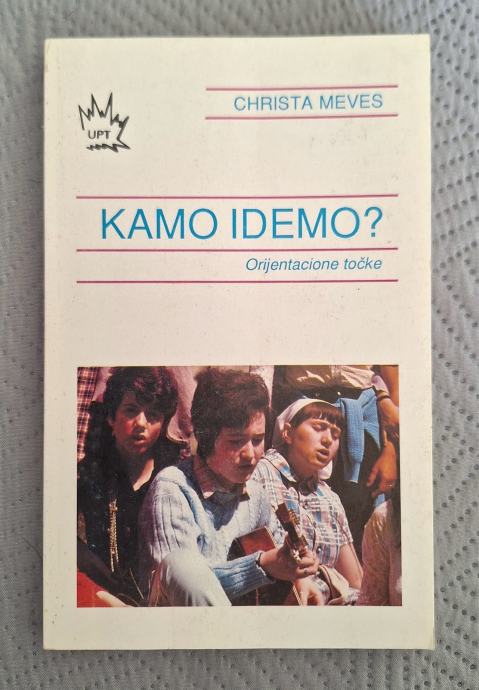 UPT
CHRISTA MEVES
KAMO IDEMO?
Orijentacione točke